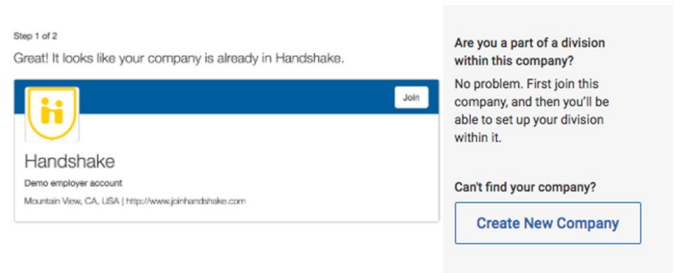 Step 1 of 2
Great! It looks like your company is already in Handshake.
Join
Handshake
Demo employer account
Mountain View, CA, USA | http://www.joinhandshake.com
Are you a part of a division
within this company?
No problem. First join this
company, and then you'll be
able to set up your division
within it.
Can't find your company?
Create New Company